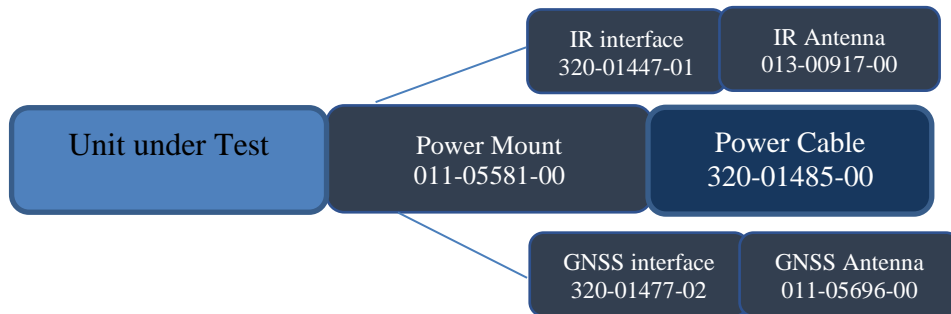 IR interface
320-01447-01
IR Antenna
013-00917-00
Unit under Test
Power Mount
011-05581-00
Power Cable
320-01485-00
GNSS interface
320-01477-02
GNSS Antenna
011-05696-00